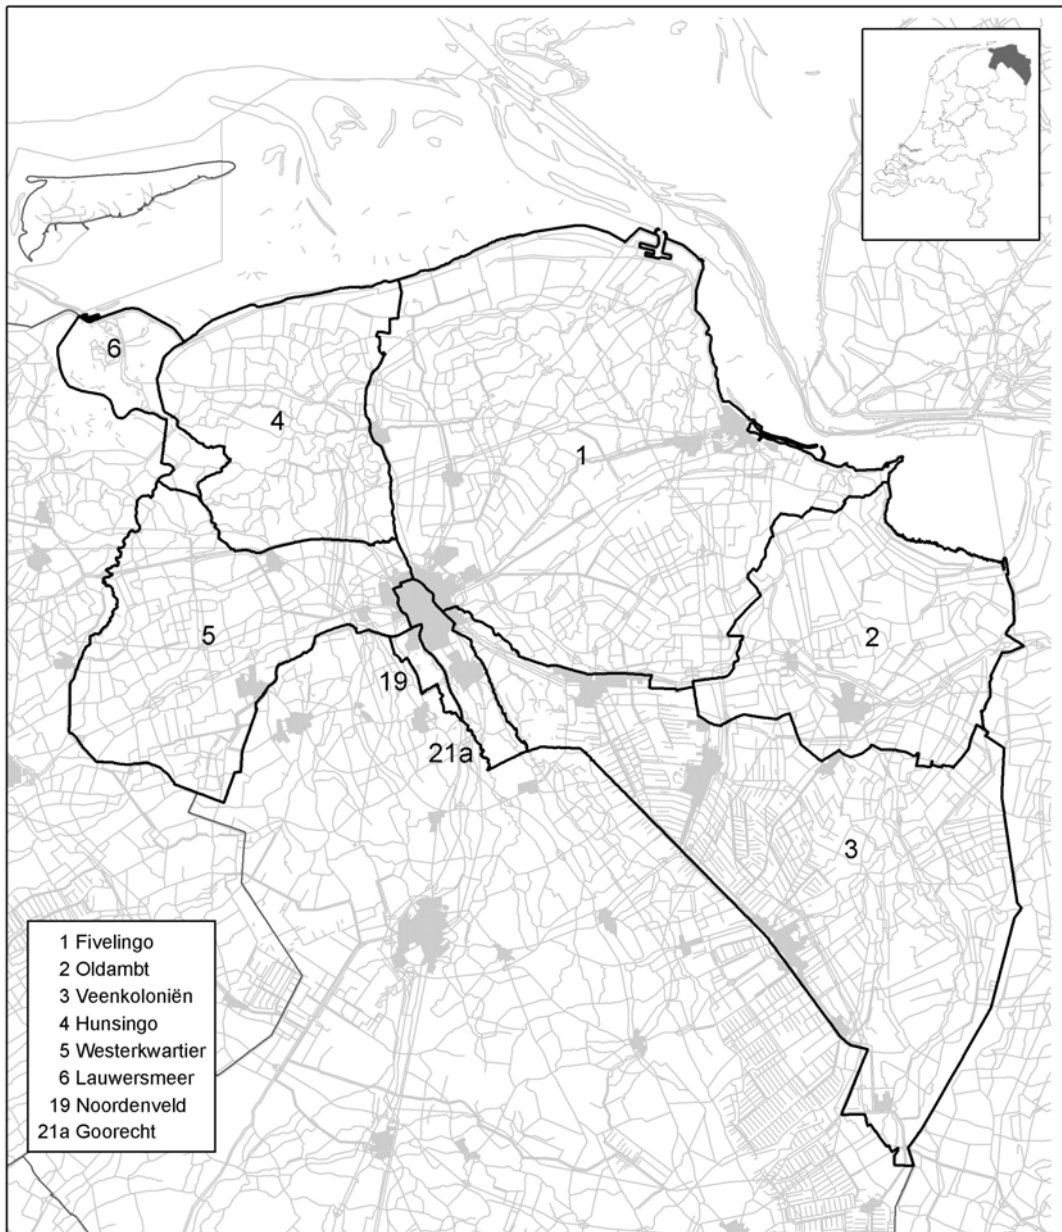 6
4
1
5
2
19
21a
3
1 Fivelingo
2 Oldambt
3 Veenkoloniën
4 Hunsingo
5 Westerkwartier
6 Lauwersmeer
19 Noordenveld
21a Goorecht